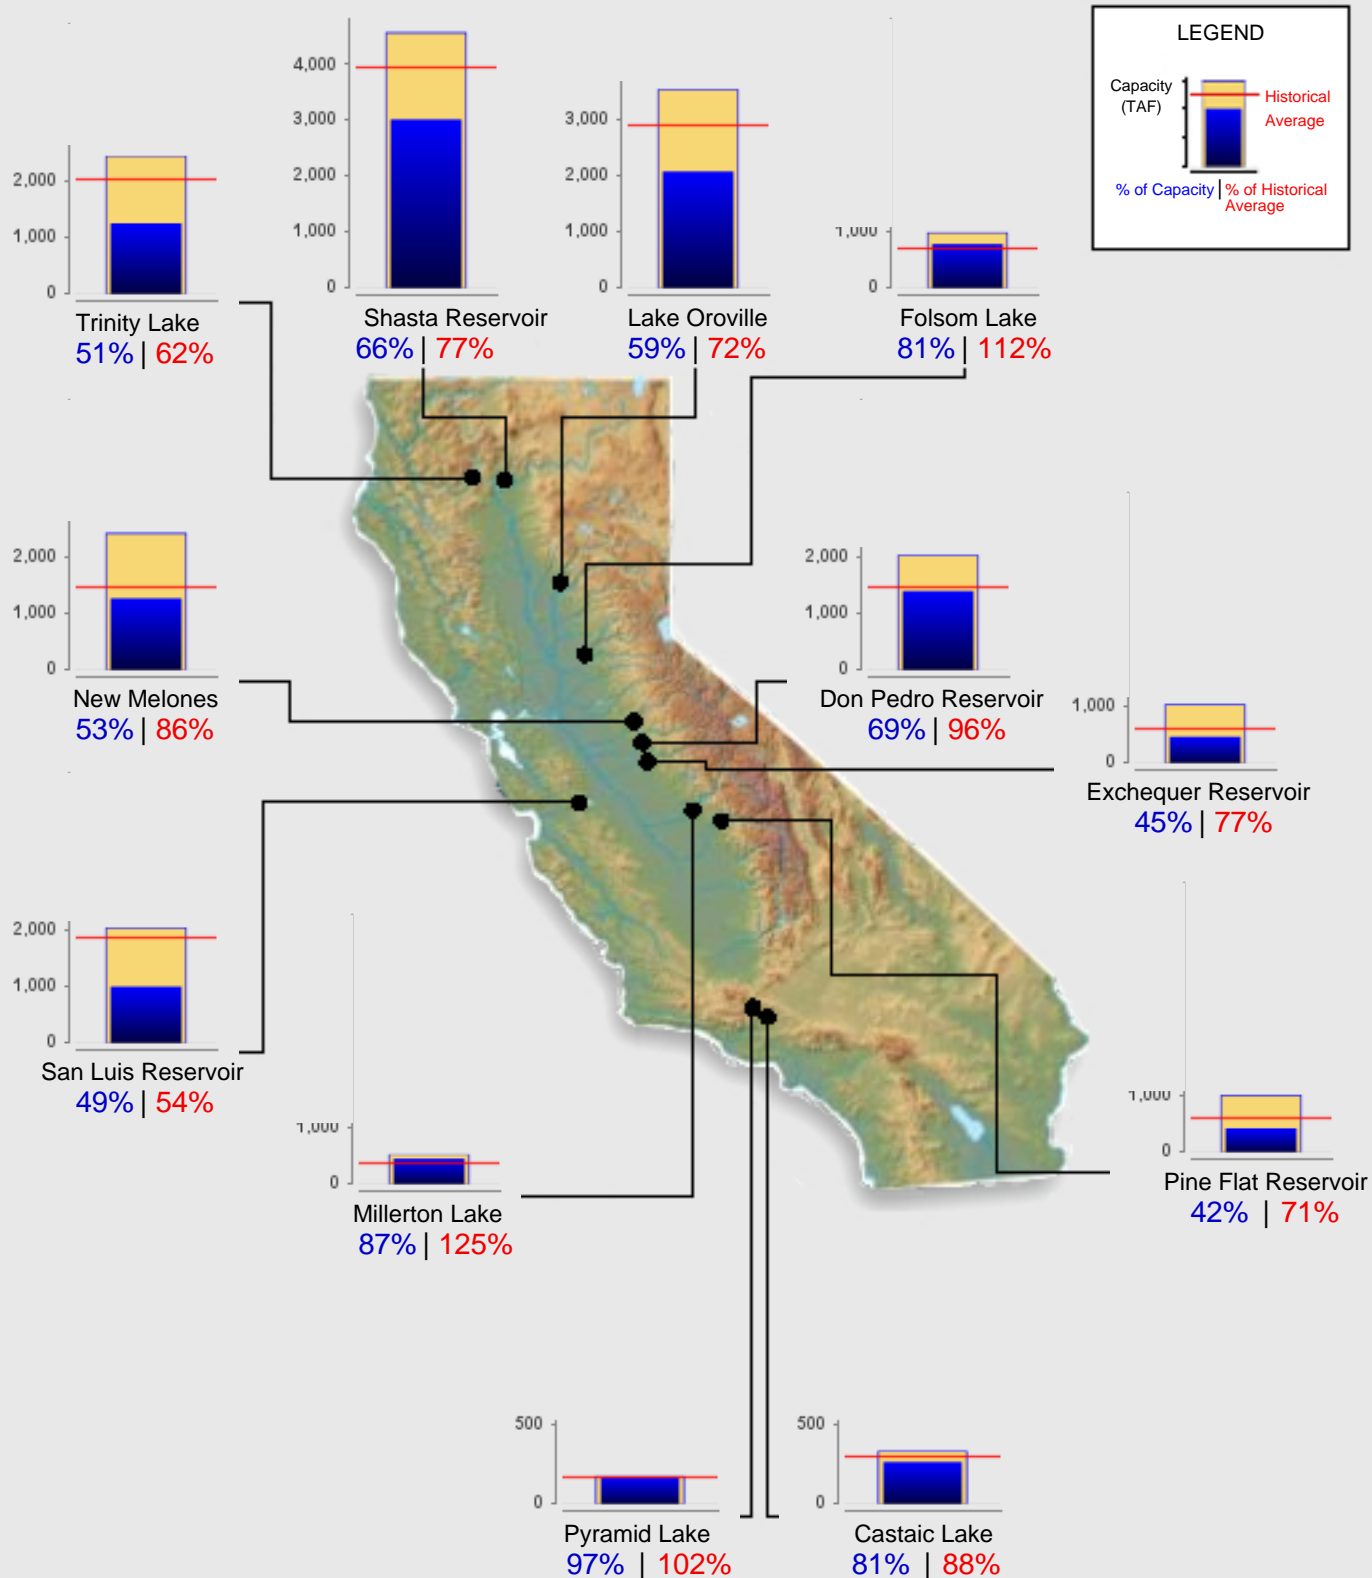 LEGEND
Capacity
(TAF)
Historical
Average
% of Capacity | % of Historical
Average
2,000
1,000
0
Trinity Lake
51% | 62%
4,000
3,000
2,000
1,000
0
Shasta Reservoir
66% | 77%
3,000
2,000
1,000
0
Lake Oroville
59% | 72%
1,000
0
Folsom Lake
81% | 112%
2,000
1,000
0
New Melones
53% | 86%
2,000
1,000
0
Don Pedro Reservoir
69% | 96%
1,000
0
Exchequer Reservoir
45% | 77%
2,000
1,000
0
San Luis Reservoir
49% | 54%
1,000
0
Millerton Lake
87% | 125%
1,000
0
Pine Flat Reservoir
42% | 71%
500
0
Pyramid Lake
97% | 102%
500
0
Castaic Lake
81% | 88%